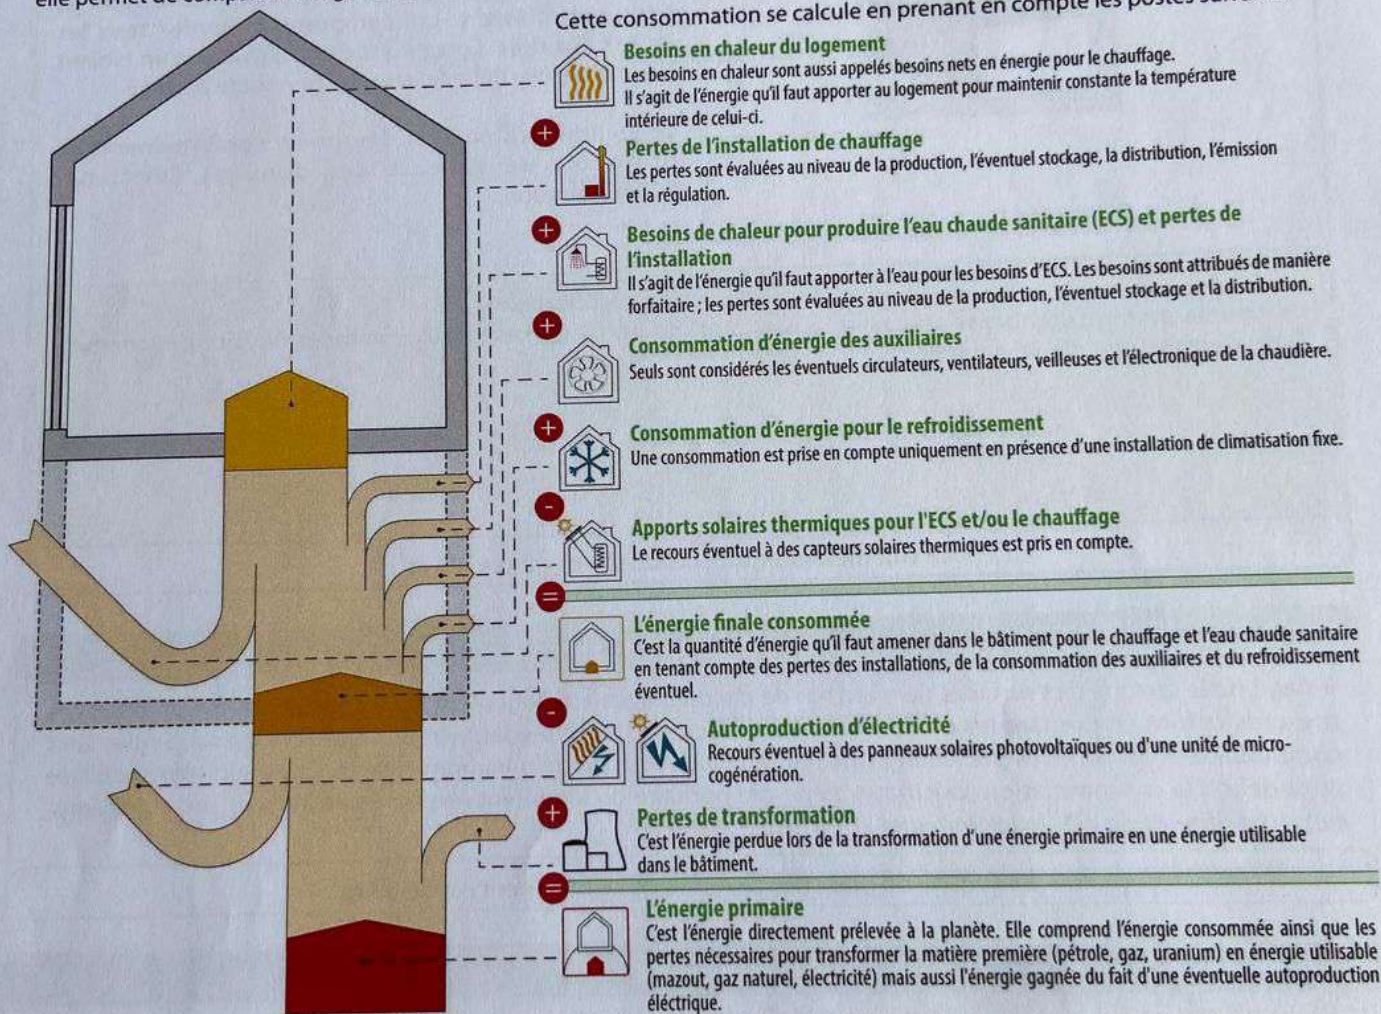 elle permet de
Cette consommation se calcule en prenant en compte les postes
Besoins en chaleur du logement
Les besoins en chaleur sont aussi appelés besoins nets en énergie pour le chauffage.
Il s'agit de l'énergie qu'il faut apporter au logement pour maintenir constante la température
intérieure de celui-ci.
+
Pertes de l'installation de chauffage
Les pertes sont évaluées au niveau de la production, l'éventuel stockage, la distribution, l'émission
et la régulation.
+
Besoins de chaleur pour produire l'eau chaude sanitaire (ECS) et pertes de
l'installation
Il s'agit de l'énergie qu'il faut apporter à l'eau pour les besoins d'ECS. Les besoins sont attribués de manière
forfaitaire ; les pertes sont évaluées au niveau de la production, l'éventuel stockage et la distribution.
+
Consommation d'énergie des auxiliaires
Seuls sont considérés les éventuels circulateurs, ventilateurs, veilleuses et l'électronique de la chaudière.
+
Consommation d'énergie pour le refroidissement
Une consommation est prise en compte uniquement en présence d'une installation de climatisation fixe.
-
Apports solaires thermiques pour l'ECS et/ou le chauffage
Le recours éventuel à des capteurs solaires thermiques est pris en compte.
=
L'énergie finale consommée
C'est la quantité d'énergie qu'il faut amener dans le bâtiment pour le chauffage et l'eau chaude sanitaire
en tenant compte des pertes des installations, de la consommation des auxiliaires et du refroidissement
éventuel.
-
Autoproduction d'électricité
Recours éventuel à des panneaux solaires photovoltaïques ou d'une unité de micro-
cogénération.
+
Pertes de transformation
C'est l'énergie perdue lors de la transformation d'une énergie primaire en une énergie utilisable
dans le bâtiment.
=
L'énergie primaire
C'est l'énergie directement prélevée à la planète. Elle comprend l'énergie consommée ainsi que les
pertes nécessaires pour transformer la matière première (pétrole, gaz, uranium) en énergie utilisable
(mazout, gaz naturel, électricité) mais aussi l'énergie gagnée du fait d'une éventuelle autoproduction
éléctrique.